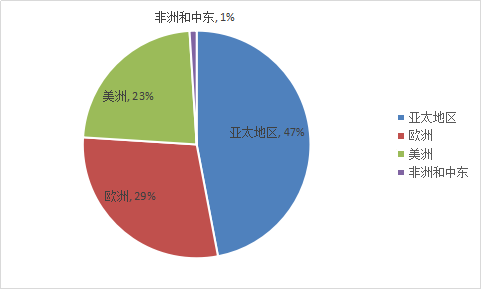 非洲和中东, 1%
美洲, 23%
亚太地区, 47%
欧洲, 29%
亚太地区
欧洲
美洲
非洲和中东